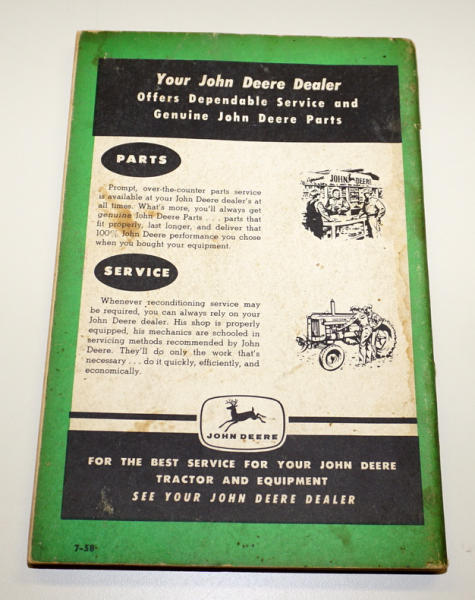 Your John Deere Dealer
Offers Dependable Service and
Genuine John Deere Parts
PARTS
Prompt, over-the-counter parts service
is available at your John Deere dealer's at
all times. What's more, you'll always get
genuine John Deere Parts . . . parts that
fit properly, last longer, and deliver that
100% John Deere performance you chose
when you bought your equipment.
JOHN DEERE
SERVICE
Whenever reconditioning service may
be required, you can always rely on your
John Deere dealer. His shop is properly
equipped, his mechanics are schooled in
servicing methods recommended by John
Deere. They'll do only the work that's
necessary . . . do it quickly, efficiently, and
economically.
JOHN DEERE
FOR THE BEST SERVICE FOR YOUR JOHN DEERE
TRACTOR AND EQUIPMENT
SEE YOUR JOHN DEERE DEALER
7-58